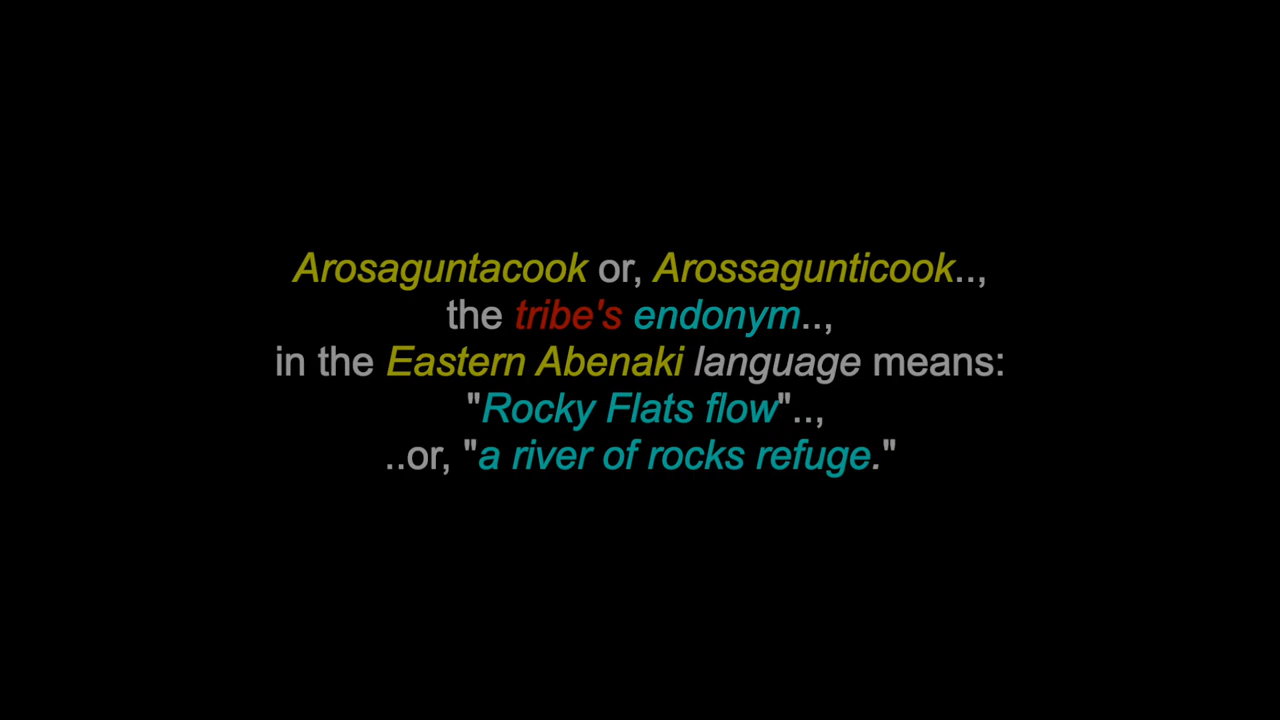 Arosaguntacook or, Arossagunticook..,
the tribe's endonym..,
in the Eastern Abenaki language means:
"Rocky Flats flow"..,
..or, "a river of rocks refuge."